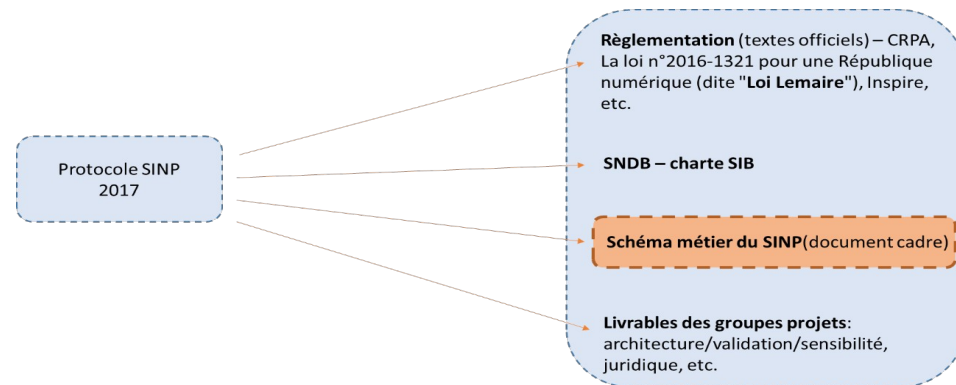 Règlementation (textes officiels) – CRPA,
La loi n°2016-1321 pour une République
numérique (dite "Loi Lemaire"), Inspire,
etc.
Protocole SINP
2017
SNDB – charte SIB
Schéma métier du SINP(document cadre)
Livrables des groupes projets:
architecture/validation/sensibilité,
juridique, etc.